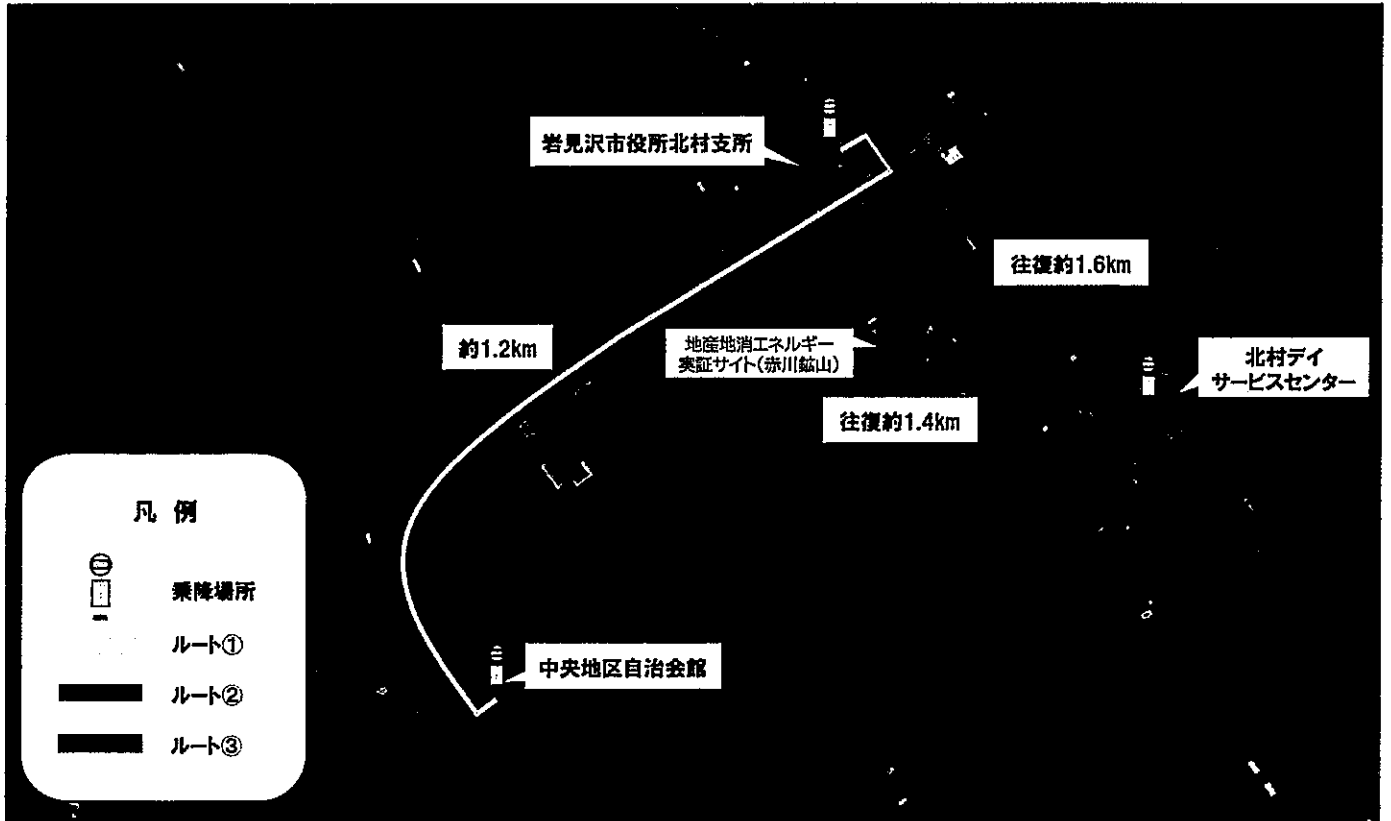 岩見沢市役所北村支所
往復約1.6km
約1.2km
地産地消エネルギー
実証サイト(赤川鉱山)
北村デイ
サービスセンター
往復約1.4km
凡 例
乗降場所
ルート①
ルート②
ルート③
中央地区自治会館